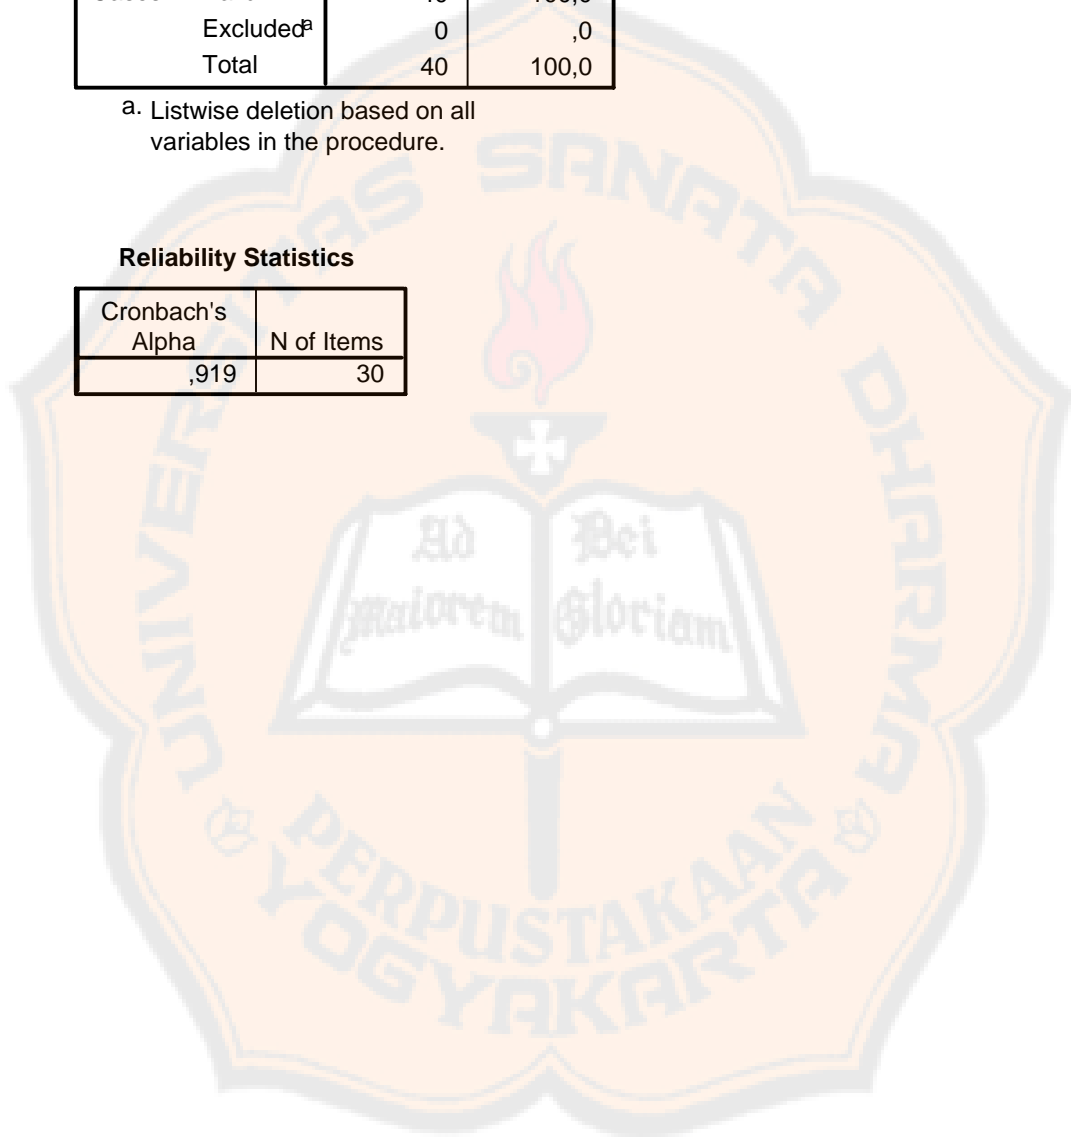 Excludedª 0 ,0
Total 40 100,0
a. Listwise deletion based on all
variables in the procedure.
Reliability Statistics
Cronbach's
Alpha N of Items
,919 30
UNIVERSITAS SANATA DHARMA
Ad Dei
Maiorem Gloriam
PERPUSTAKAAN
YOGYAKARTA